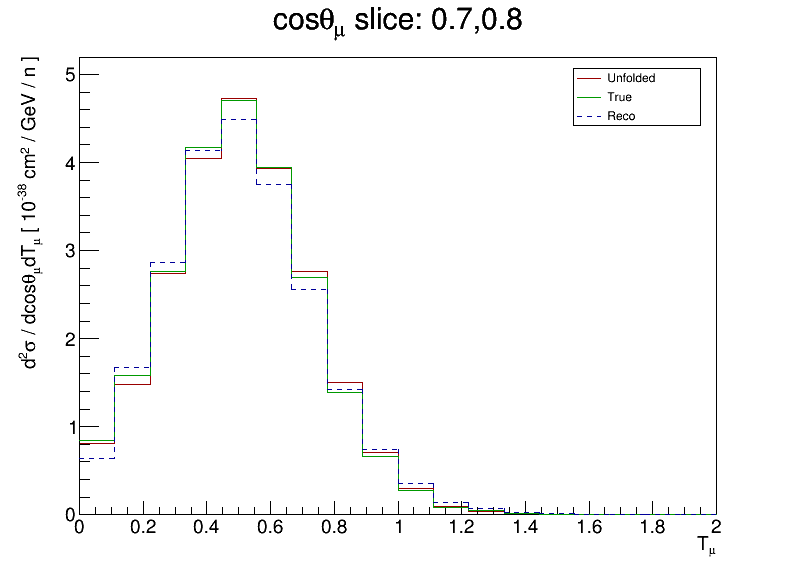 cosθμ slice: 0.7,0.8
d²σ / dcosθμdTμ [ 10⁻³⁸ cm² / GeV / n ]
5
4
3
2
1
0
Unfolded
True
Reco
0 0.2 0.4 0.6 0.8 1 1.2 1.4 1.6 1.8 2
Tμ